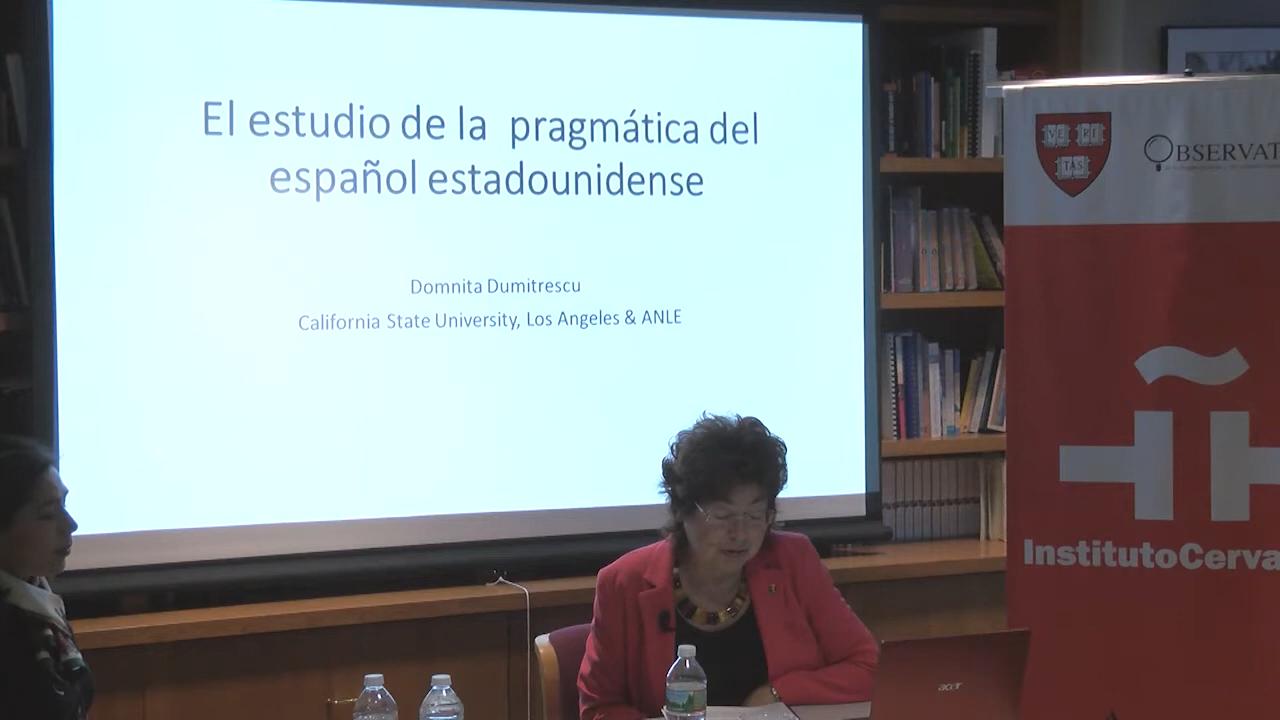 El estudio de la pragmática del
español estadounidense
Domnita Dumitrescu
California State University, Los Angeles & ANLE
VE RI
TAS
OBSERVAT
InstitutoCerva
acer